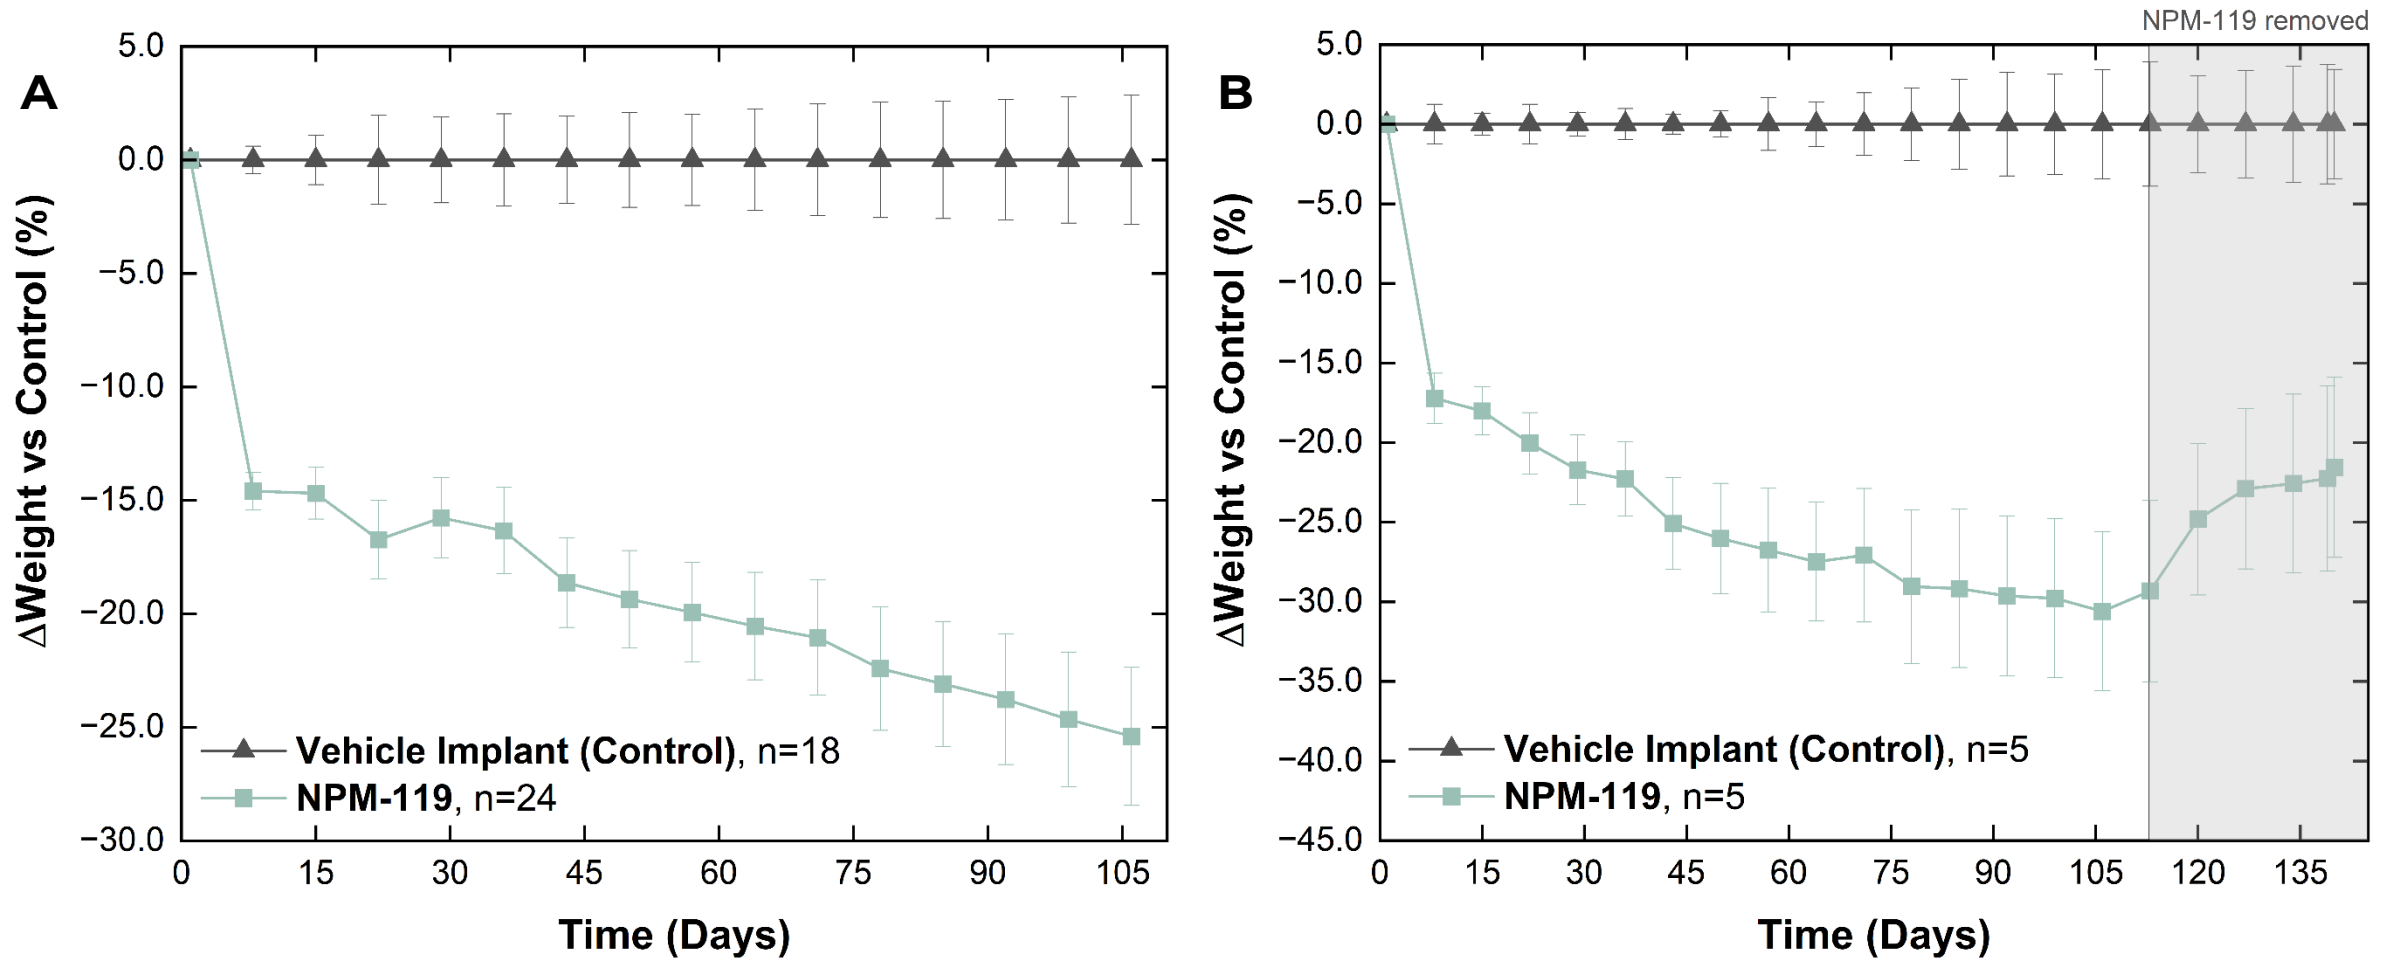 A
5.0
0.0
−5.0
−10.0
−15.0
−20.0
−25.0
−30.0
ΔWeight vs Control (%)
Vehicle Implant (Control), n=18
NPM-119, n=24
0 15 30 45 60 75 90 105
Time (Days)
NPM-119 removed
B
5.0
0.0
−5.0
−10.0
−15.0
−20.0
−25.0
−30.0
−35.0
−40.0
−45.0
ΔWeight vs Control (%)
Vehicle Implant (Control), n=5
NPM-119, n=5
0 15 30 45 60 75 90 105 120 135
Time (Days)